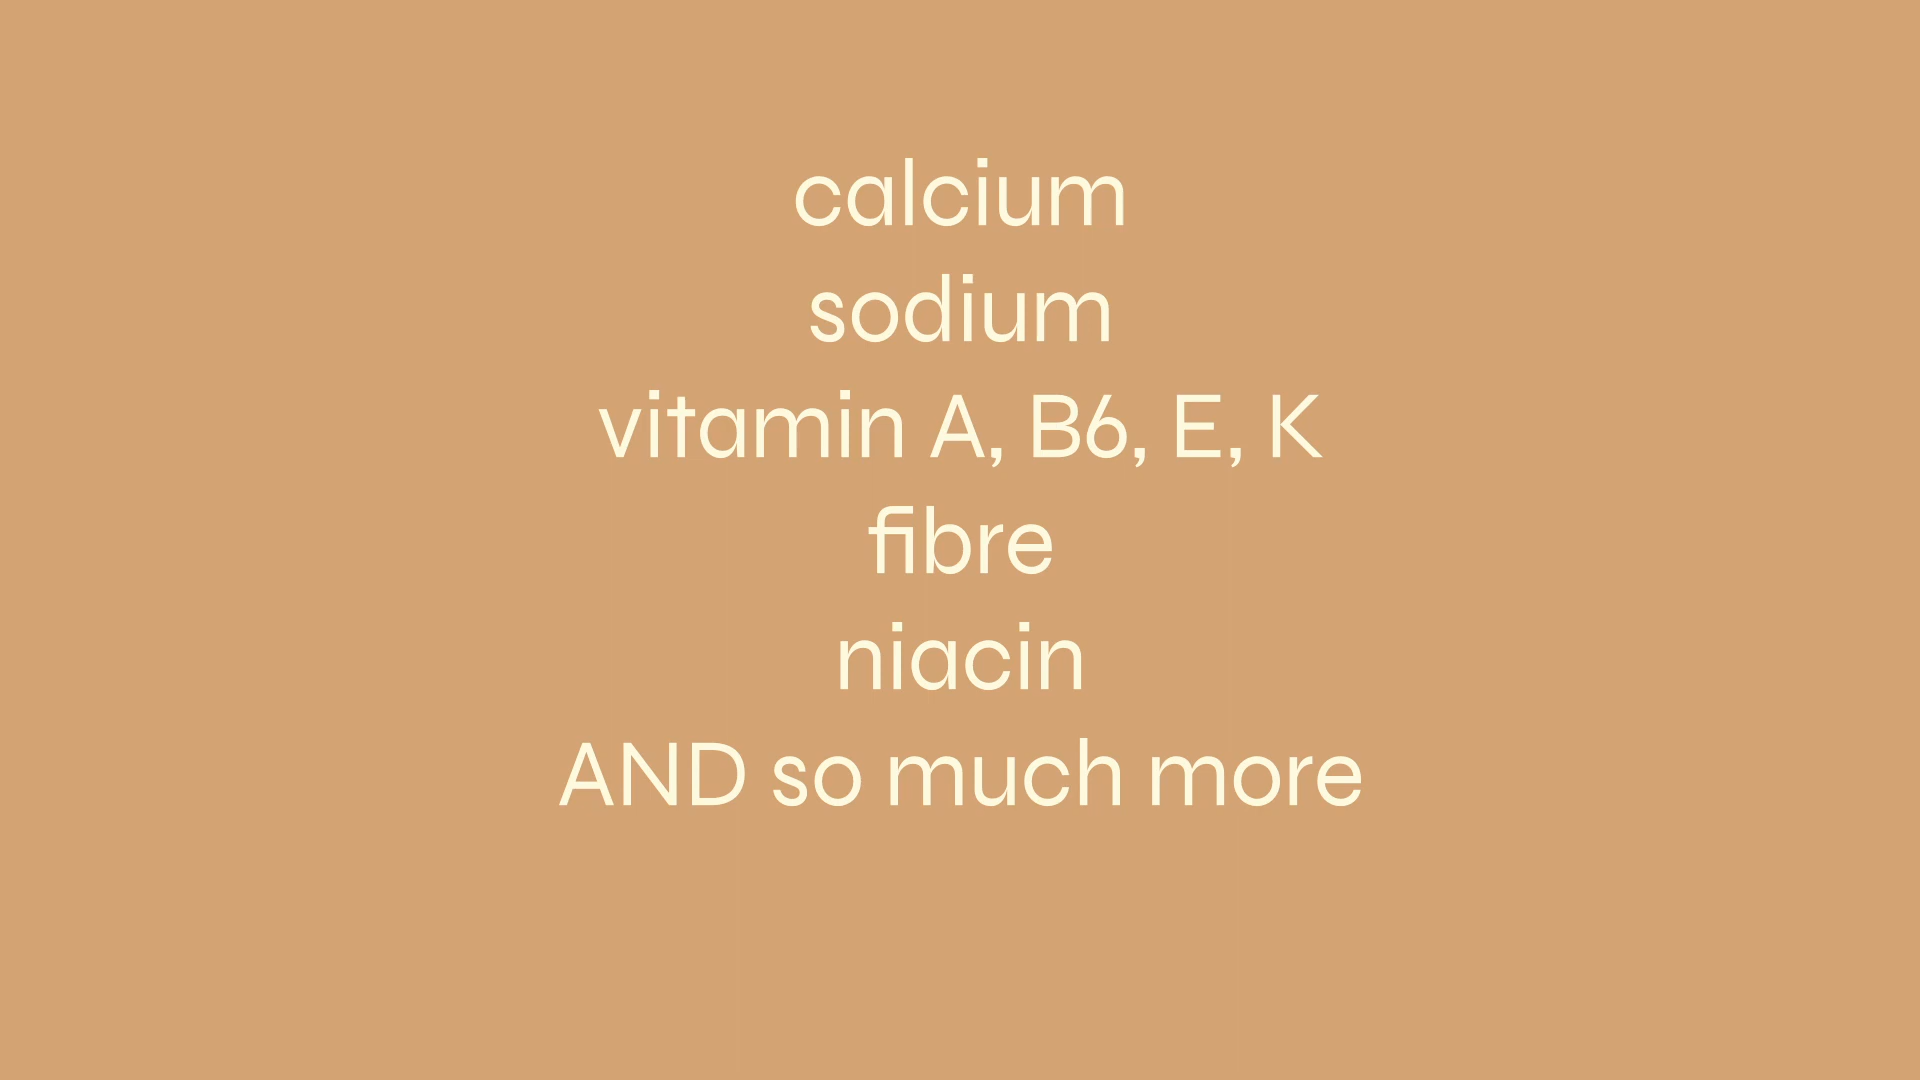 calcium
sodium
vitamin A, B6, E, K
fibre
niacin
AND so much more